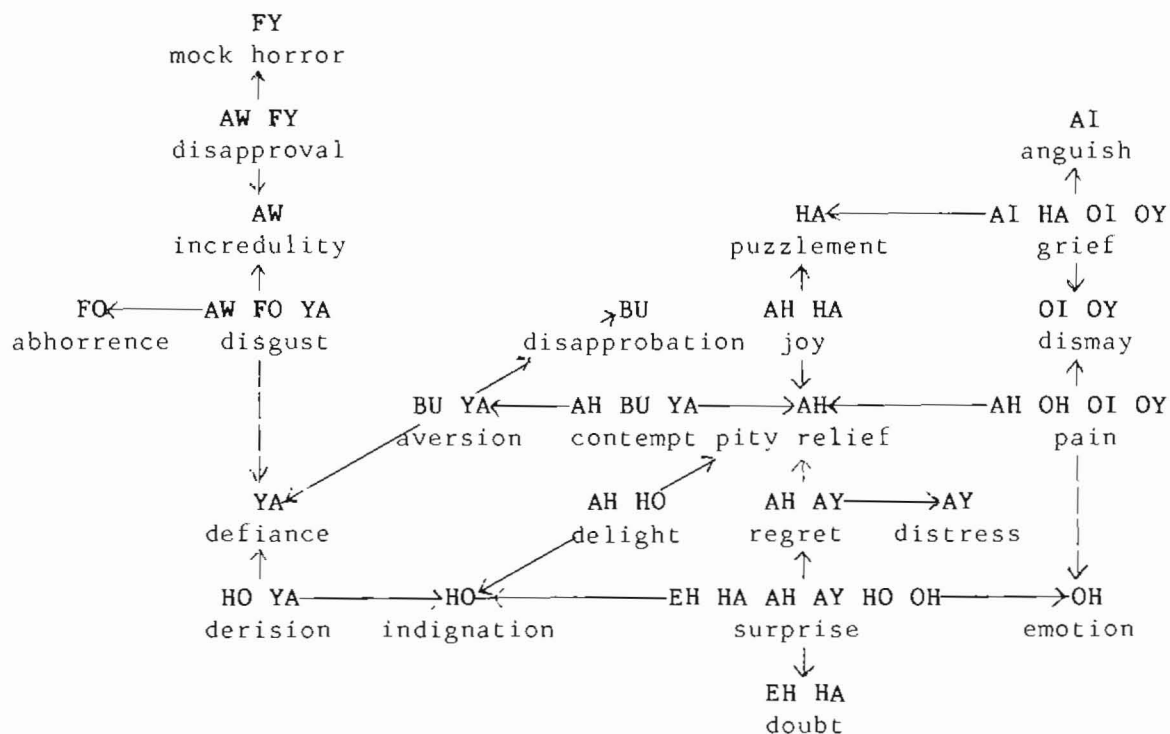 FY
mock horror
AW FY
disapproval
AI
anguish
AW
incredulity
HA
puzzlement
AI HA OI OY
grief
FO
abhorrence
AW FO YA
disgust
BU
disapprobation
AH HA
joy
OI OY
dismay
BU YA
aversion
AH BU YA
contempt
AH
pity relief
AH OH OI OY
pain
YA
defiance
AH HO
delight
AH AY
regret
AY
distress
HO YA
derision
HO
indignation
EH HA AH AY HO OH
surprise
OH
emotion
EH HA
doubt